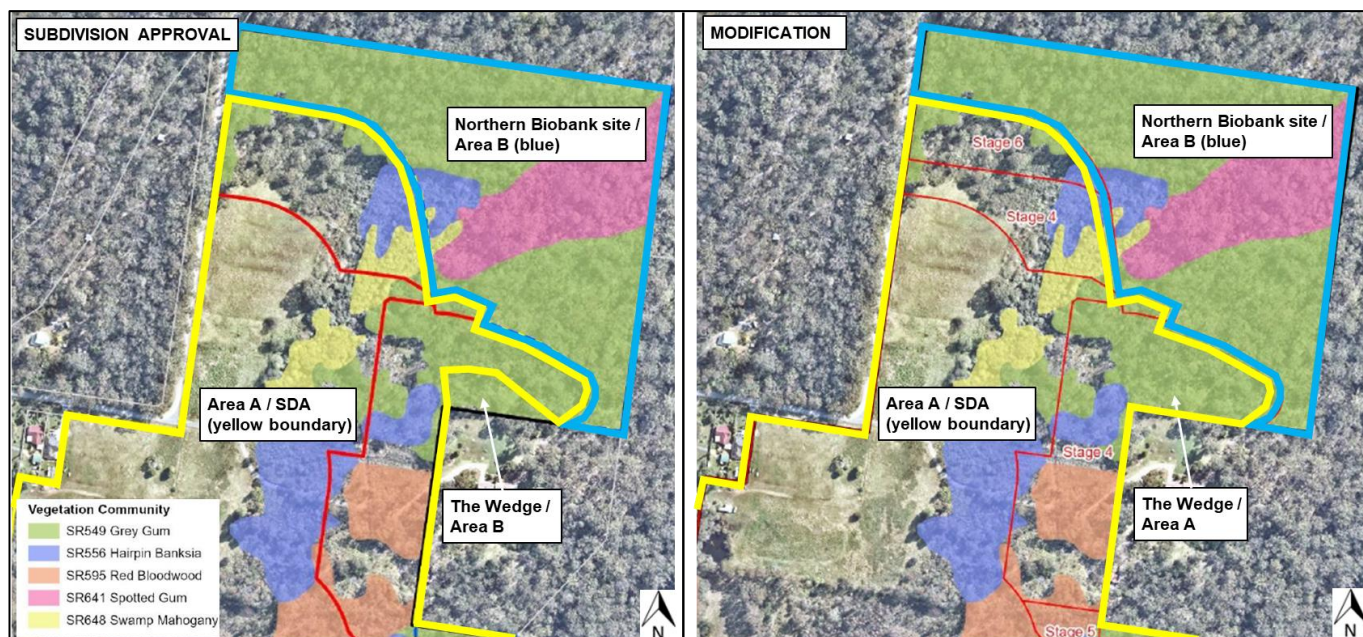 SUBDIVISION APPROVAL
Northern Biobank site /
Area B (blue)
Area A / SDA
(yellow boundary)
The Wedge /
Area B
Vegetation Community
SR549 Grey Gum
SR556 Hairpin Banksia
SR595 Red Bloodwood
SR641 Spotted Gum
SR648 Swamp Mahogany
N
MODIFICATION
Northern Biobank site /
Area B (blue)
Stage 6
Stage 4
Area A / SDA
(yellow boundary)
Stage 4
The Wedge /
Area A
Stage 5
N